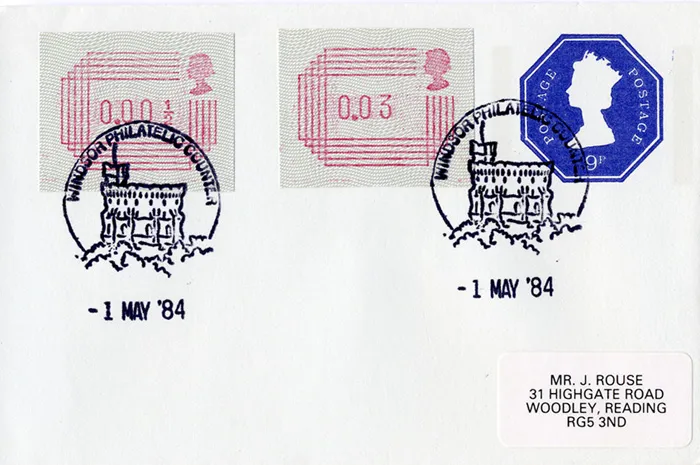 0.00½
0.03
POSTAGE POSTAGE
9P
WINDSOR PHILATELIC COUNTER
-1 MAY '84
WINDSOR PHILATELIC COUNTER
-1 MAY '84
MR. J. ROUSE
31 HIGHGATE ROAD
WOODLEY, READING
RG5 3ND